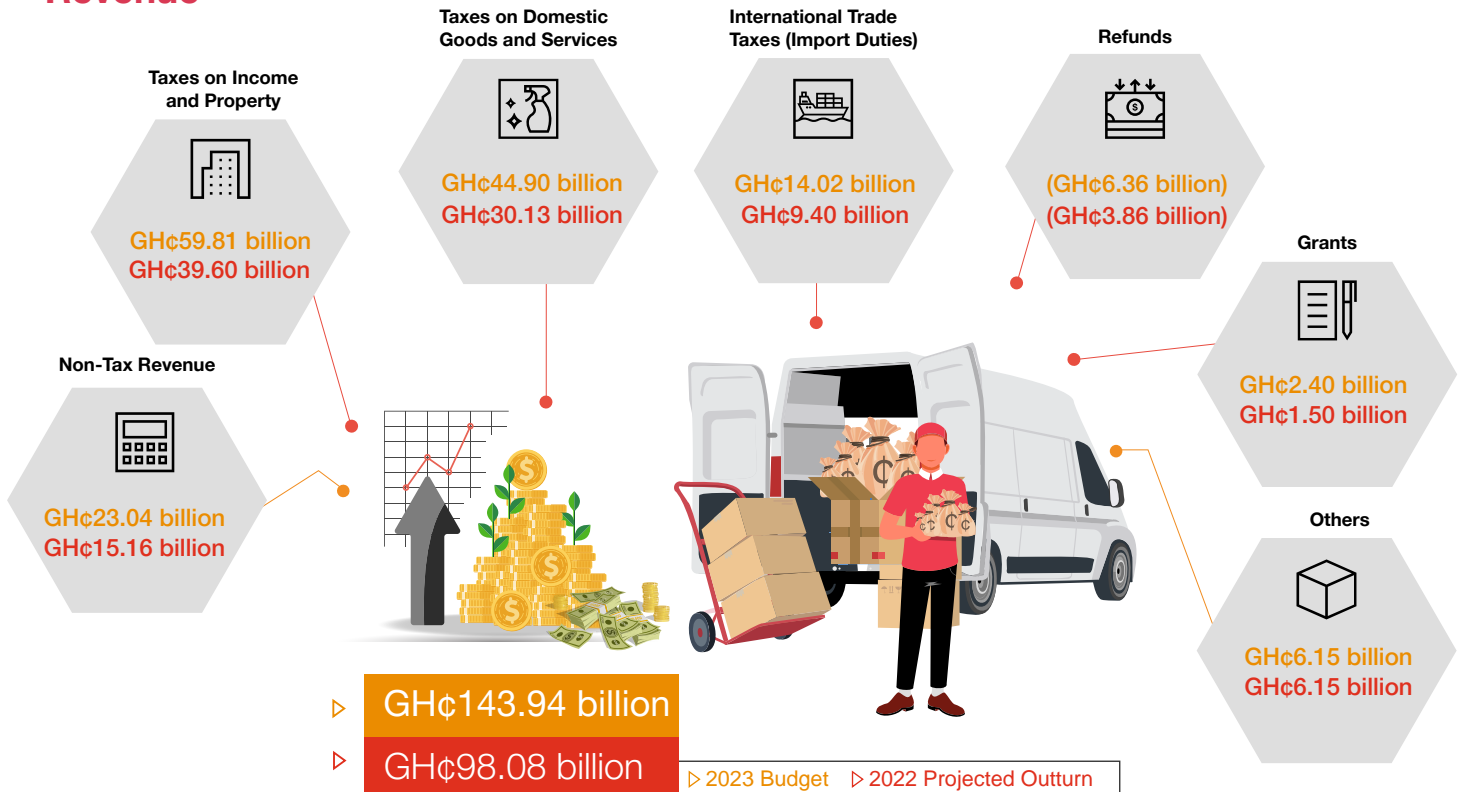 Revenue
Taxes on Domestic
Goods and Services
GH¢44.90 billion
GH¢30.13 billion
International Trade
Taxes (Import Duties)
GH¢14.02 billion
GH¢9.40 billion
Refunds
(GH¢6.36 billion)
(GH¢3.86 billion)
Taxes on Income
and Property
GH¢59.81 billion
GH¢39.60 billion
Grants
GH¢2.40 billion
GH¢1.50 billion
Non-Tax Revenue
GH¢23.04 billion
GH¢15.16 billion
Others
GH¢6.15 billion
GH¢6.15 billion
GH¢143.94 billion
GH¢98.08 billion
2023 Budget
2022 Projected Outturn